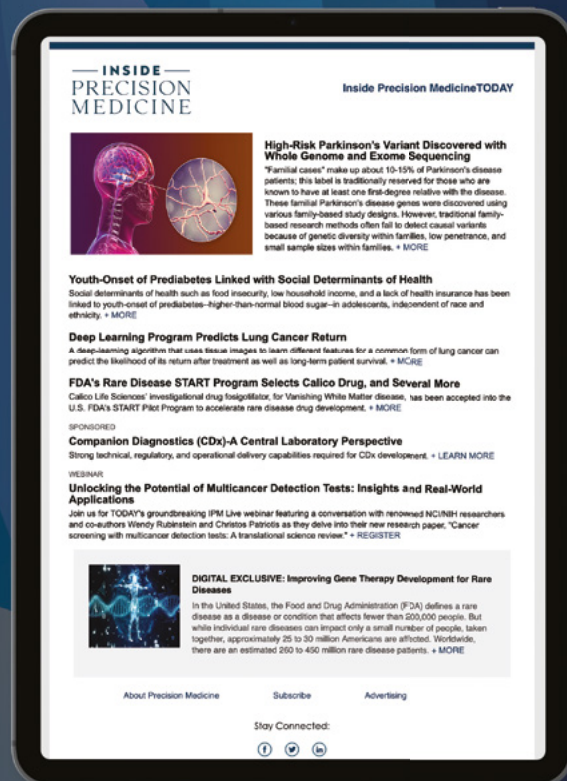 INSIDE
PRECISION
MEDICINE
Inside Precision MedicineTODAY
High-Risk Parkinson's Variant Discovered with
Whole Genome and Exome Sequencing
"Familial cases" make up about 10-15% of Parkinson's disease
patients; this label is traditionally reserved for those who are
known to have at least one first-degree relative with the disease.
These familial Parkinson's disease genes were discovered using
various family-based study designs. However, traditional family-
based research methods often fail to detect causal variants
because of genetic diversity within families, low penetrance, and
small sample sizes within families. + MORE
Youth-Onset of Prediabetes Linked with Social Determinants of Health
Social determinants of health such as food insecurity, low household income, and a lack of health insurance has been
linked to youth-onset of prediabetes--higher-than-normal blood sugar--in adolescents, independent of race and
ethnicity. + MORE
Deep Learning Program Predicts Lung Cancer Return
A deep-learning algorithm that uses tissue images to learn different features for a common form of lung cancer can
predict the likelihood of its return after treatment as well as long-term patient survival. + MORE
FDA's Rare Disease START Program Selects Calico Drug, and Several More
Calico Life Sciences' investigational drug fosigotifator, for Vanishing White Matter disease, has been accepted into the
U.S. FDA's START Pilot Program to accelerate rare disease drug development. + MORE
SPONSORED
Companion Diagnostics (CDx)-A Central Laboratory Perspective
Strong technical, regulatory, and operational delivery capabilities required for CDx development. + LEARN MORE
WEBINAR
Unlocking the Potential of Multicancer Detection Tests: Insights and Real-World
Applications
Join us for TODAY's groundbreaking IPM Live webinar featuring a conversation with renowned NCI/NIH researchers
and co-authors Wendy Rubinstein and Christos Patriotis as they delve into their new research paper, "Cancer
screening with multicancer detection tests: A translational science review." + REGISTER
DIGITAL EXCLUSIVE: Improving Gene Therapy Development for Rare
Diseases
In the United States, the Food and Drug Administration (FDA) defines a rare
disease as a disease or condition that affects fewer than 200,000 people. But
while individual rare diseases can impact only a small number of people, taken
together, approximately 25 to 30 million Americans are affected. Worldwide,
there are an estimated 260 to 450 million rare disease patients. + MORE
About Precision Medicine
Subscribe
Advertising
Stay Connected: